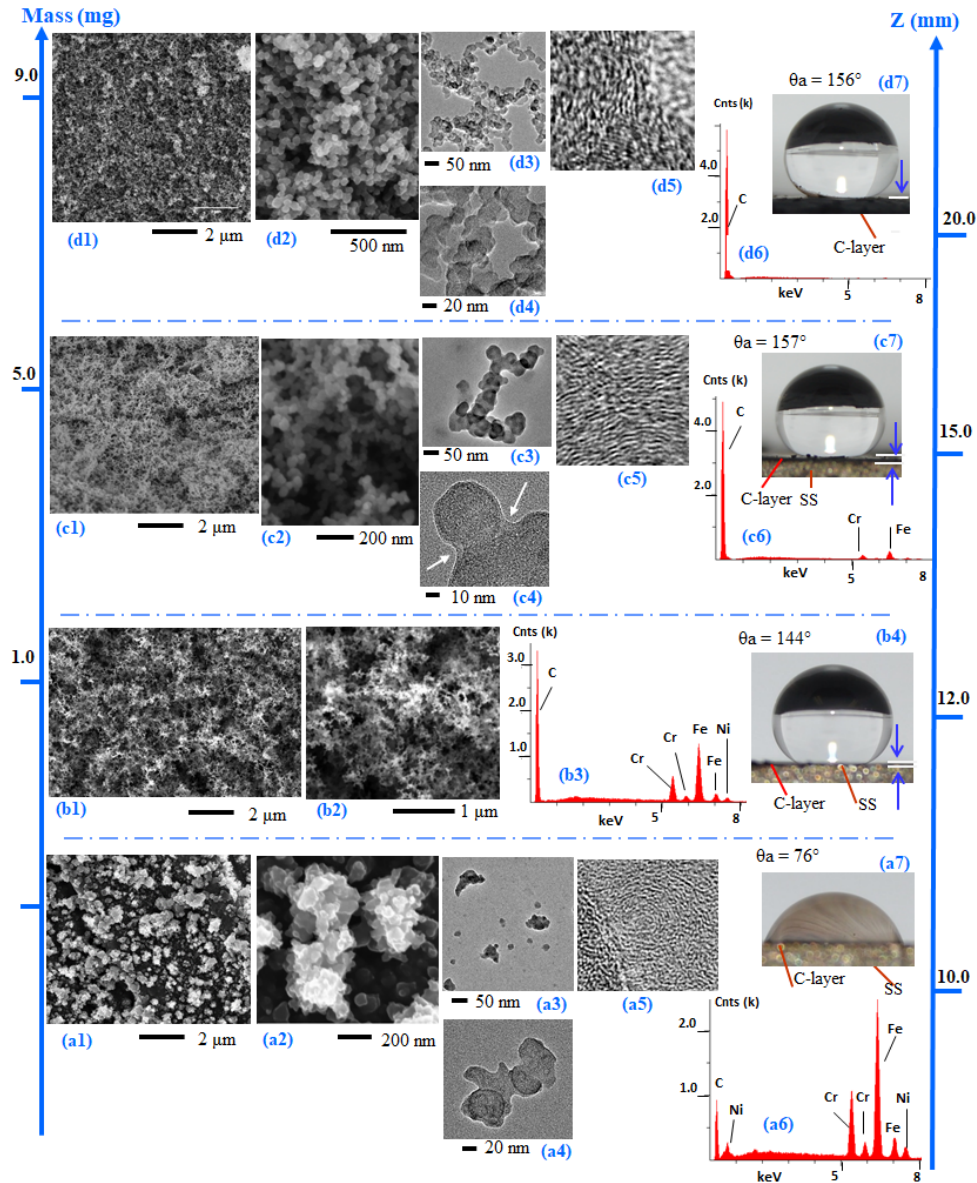 Mass (mg)
Z (mm)
9.0
θa = 156°
(d7)
Cnts (k)
4.0
C
2.0
(d3)
50 nm
(d5)
(d1)
2 µm
(d2)
500 nm
C-layer
20.0
(d6)
keV
5
8
(d4)
20 nm
5.0
θa = 157°
(c7)
Cnts (k)
4.0
C
2.0
15.0
50 nm
(c3)
(c5)
C-layer
SS
(c1)
2 µm
(c2)
200 nm
Cr
Fe
(c6)
keV
5
8
10 nm
(c4)
1.0
Cnts (k)
3.0
C
2.0
1.0
θa = 144°
(b4)
12.0
Fe
Ni
Cr
Cr
Fe
(b3)
keV
5
8
(b1)
2 µm
(b2)
1 µm
C-layer
SS
θa = 76°
(a7)
C-layer
SS
10.0
50 nm
(a3)
(a5)
(a1)
2 µm
(a2)
200 nm
Cnts (k)
2.0
Fe
1.0
C
Ni
Cr
Cr
Ni
Fe
(a6)
keV
5
8
20 nm
(a4)